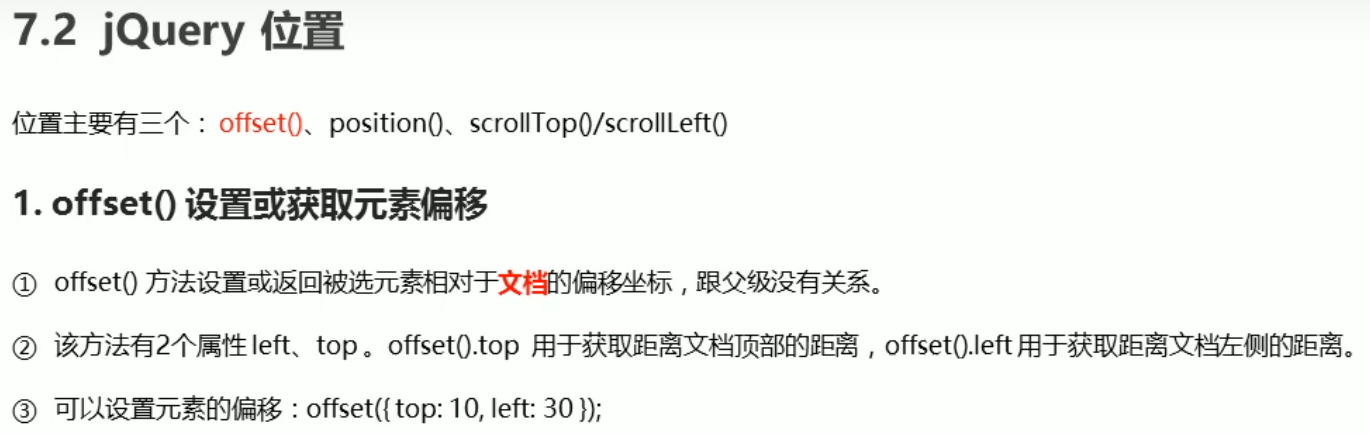 7.2 jQuery 位置
位置主要有三个：offset()、position()、scrollTop()/scrollLeft()
1. offset() 设置或获取元素偏移
① offset() 方法设置或返回被选元素相对于文档的偏移坐标，跟父级没有关系。
② 该方法有2个属性 left、top 。offset().top 用于获取距离文档顶部的距离，offset().left 用于获取距离文档左侧的距离。
③ 可以设置元素的偏移：offset({ top: 10, left: 30 });